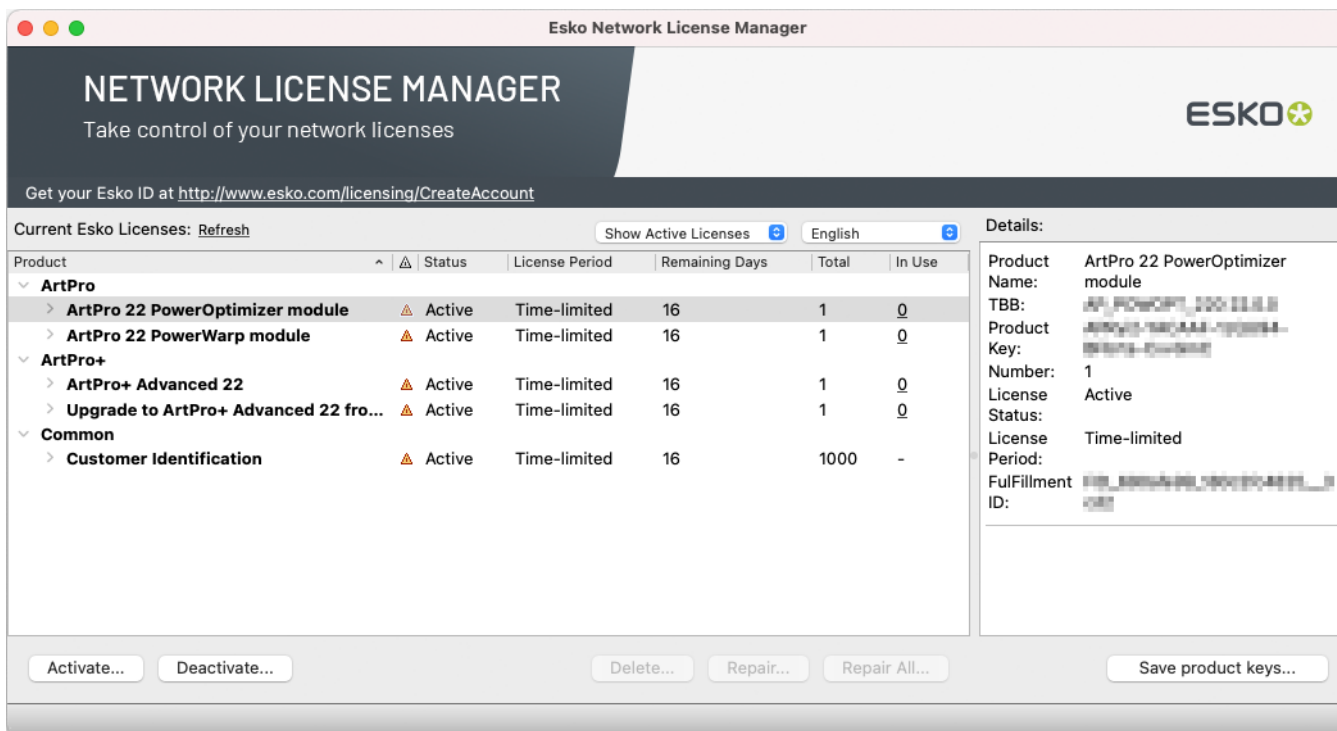 Esko Network License Manager
NETWORK LICENSE MANAGER
Take control of your network licenses
ESKO
Get your Esko ID at http://www.esko.com/licensing/CreateAccount
Current Esko Licenses: Refresh
Show Active Licenses
English
Product Status License Period Remaining Days Total In Use
ArtPro
ArtPro 22 PowerOptimizer module Active Time-limited 16 1 0
ArtPro 22 PowerWarp module Active Time-limited 16 1 0
ArtPro+
ArtPro+ Advanced 22 Active Time-limited 16 1 0
Upgrade to ArtPro+ Advanced 22 fro... Active Time-limited 16 1 0
Common
Customer Identification Active Time-limited 16 1000 -
Details:
Product ArtPro 22 PowerOptimizer
Name: module
TBB:
Product
Key:
Number: 1
License Active
Status:
License Time-limited
Period:
FulFillment
ID:
Activate...
Deactivate...
Delete...
Repair...
Repair All...
Save product keys...